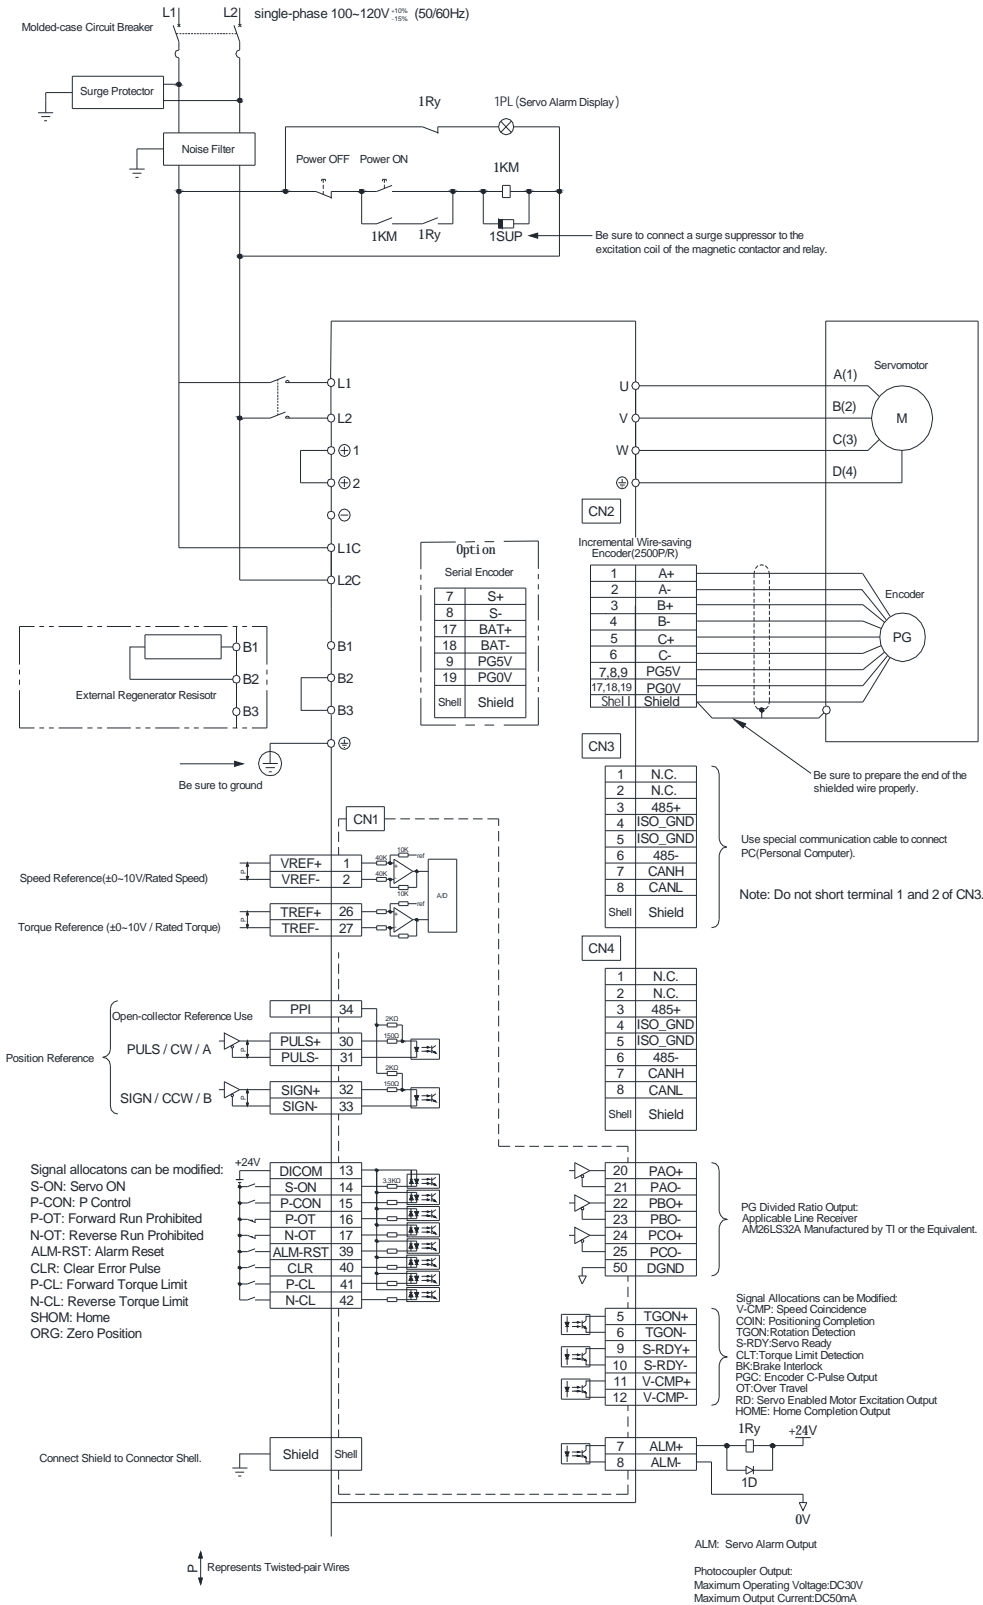 L1 L2 single-phase 100~120V +10% -15% (50/60Hz)
Molded-case Circuit Breaker
Surge Protector
Noise Filter
1Ry 1PL (Servo Alarm Display)
Power OFF Power ON 1KM
1KM 1Ry 1SUP
Be sure to connect a surge suppressor to the
excitation coil of the magnetic contactor and relay.
L1
L2
⊕1
⊕2
⊖
L1C
L2C
B1
B2
B3
B1
B2
B3
External Regenerator Resisotr
Be sure to ground
U
V
W
A(1)
B(2)
C(3)
D(4)
Servomotor
M
CN2
Incremental Wire-saving
Encoder(2500P/R)
1 A+
2 A-
3 B+
4 B-
5 C+
6 C-
7,8,9 PG5V
17,18,19 PG0V
Shell Shield
Encoder
PG
Be sure to prepare the end of the
shielded wire properly.
Option
Serial Encoder
7 S+
8 S-
17 BAT+
18 BAT-
9 PG5V
19 PG0V
Shell Shield
CN3
1 N.C.
2 N.C.
3 485+
4 ISO_GND
5 ISO_GND
6 485-
7 CANH
8 CANL
Shell Shield
Use special communication cable to connect
PC(Personal Computer).
Note: Do not short terminal 1 and 2 of CN3.
CN4
1 N.C.
2 N.C.
3 485+
4 ISO_GND
5 ISO_GND
6 485-
7 CANH
8 CANL
Shell Shield
CN1
Speed Reference(±0~10V/Rated Speed)
P
VREF+ 1
VREF- 2
40K 10K ref
40K 10K
A/D
Torque Reference (±0~10V / Rated Torque)
P
TREF+ 26
TREF- 27
ref
Position Reference
Open-collector Reference Use
PPI 34
PULS / CW / A
P
PULS+ 30
PULS- 31
2KΩ
150Ω
SIGN / CCW / B
P
SIGN+ 32
SIGN- 33
2KΩ
150Ω
Signal allocatons can be modified:
S-ON: Servo ON
P-CON: P Control
P-OT: Forward Run Prohibited
N-OT: Reverse Run Prohibited
ALM-RST: Alarm Reset
CLR: Clear Error Pulse
P-CL: Forward Torque Limit
N-CL: Reverse Torque Limit
SHOM: Home
ORG: Zero Position
+24V
DICOM 13
S-ON 14
P-CON 15
P-OT 16
N-OT 17
ALM-RST 39
CLR 40
P-CL 41
N-CL 42
3.3KΩ
20 PAO+
21 PAO-
22 PBO+
23 PBO-
24 PCO+
25 PCO-
50 DGND
PG Divided Ratio Output:
Applicable Line Receiver
AM26LS32A Manufactured by TI or the Equivalent.
5 TGON+
6 TGON-
9 S-RDY+
10 S-RDY-
11 V-CMP+
12 V-CMP-
Signal Allocations can be Modified:
V-CMP: Speed Coincidence
COIN: Positioning Completion
TGON:Rotation Detection
S-RDY:Servo Ready
CLT:Torque Limit Detection
BK:Brake Interlock
PGC: Encoder C-Pulse Output
OT:Over Travel
RD: Servo Enabled Motor Excitation Output
HOME: Home Completion Output
7 ALM+
8 ALM-
1Ry +24V
1D
0V
Connect Shield to Connector Shell.
Shield Shell
ALM: Servo Alarm Output
Photocoupler Output:
Maximum Operating Voltage:DC30V
Maximum Output Current:DC50mA
P Represents Twisted-pair Wires